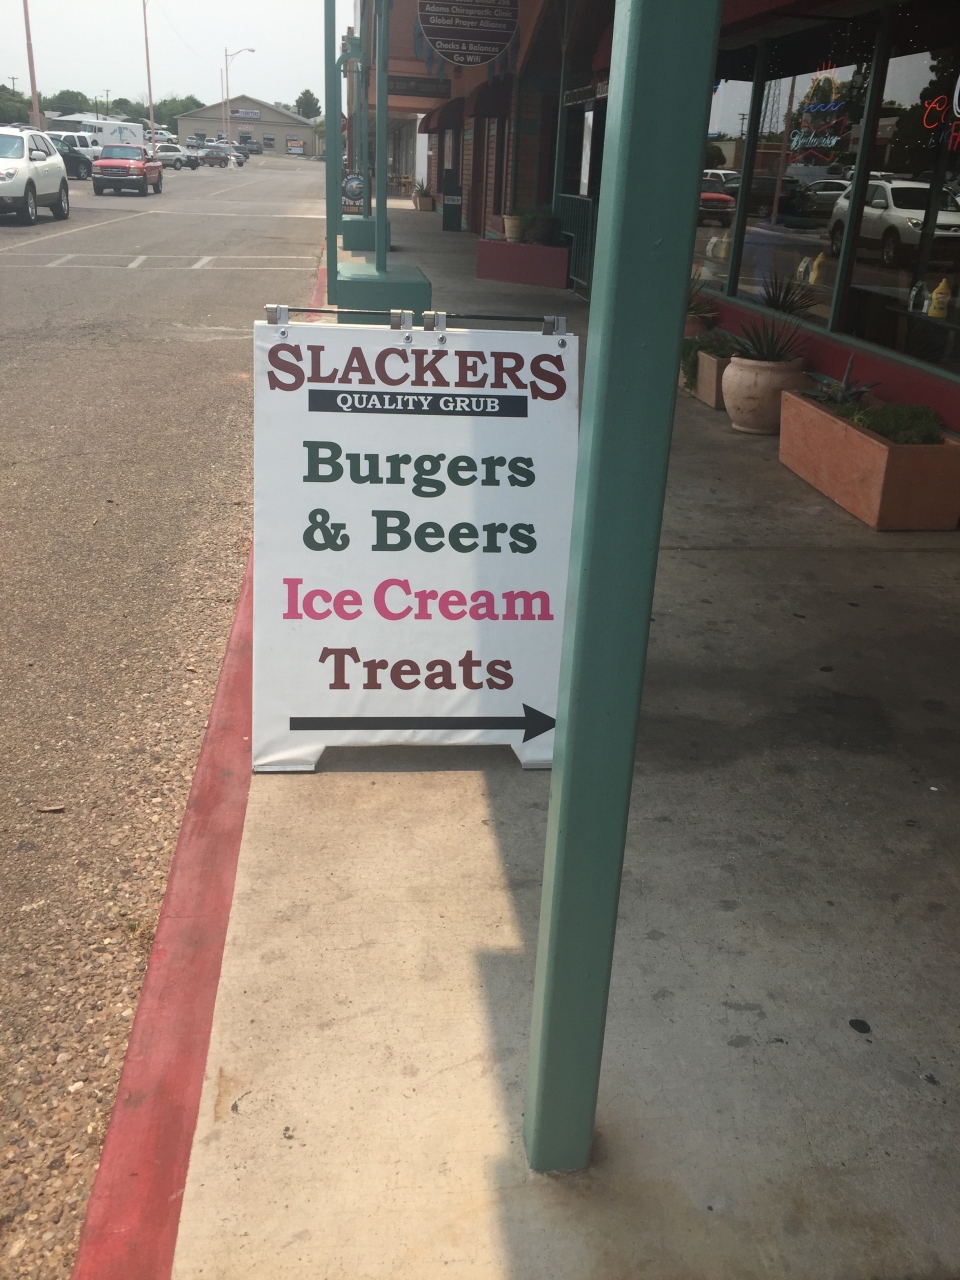 Adams Chiropractic Clinic
Global Prayer Alliance
Checks & Balances
Go Wifi
SLACKERS
QUALITY GRUB
Burgers
& Beers
Ice Cream
Treats